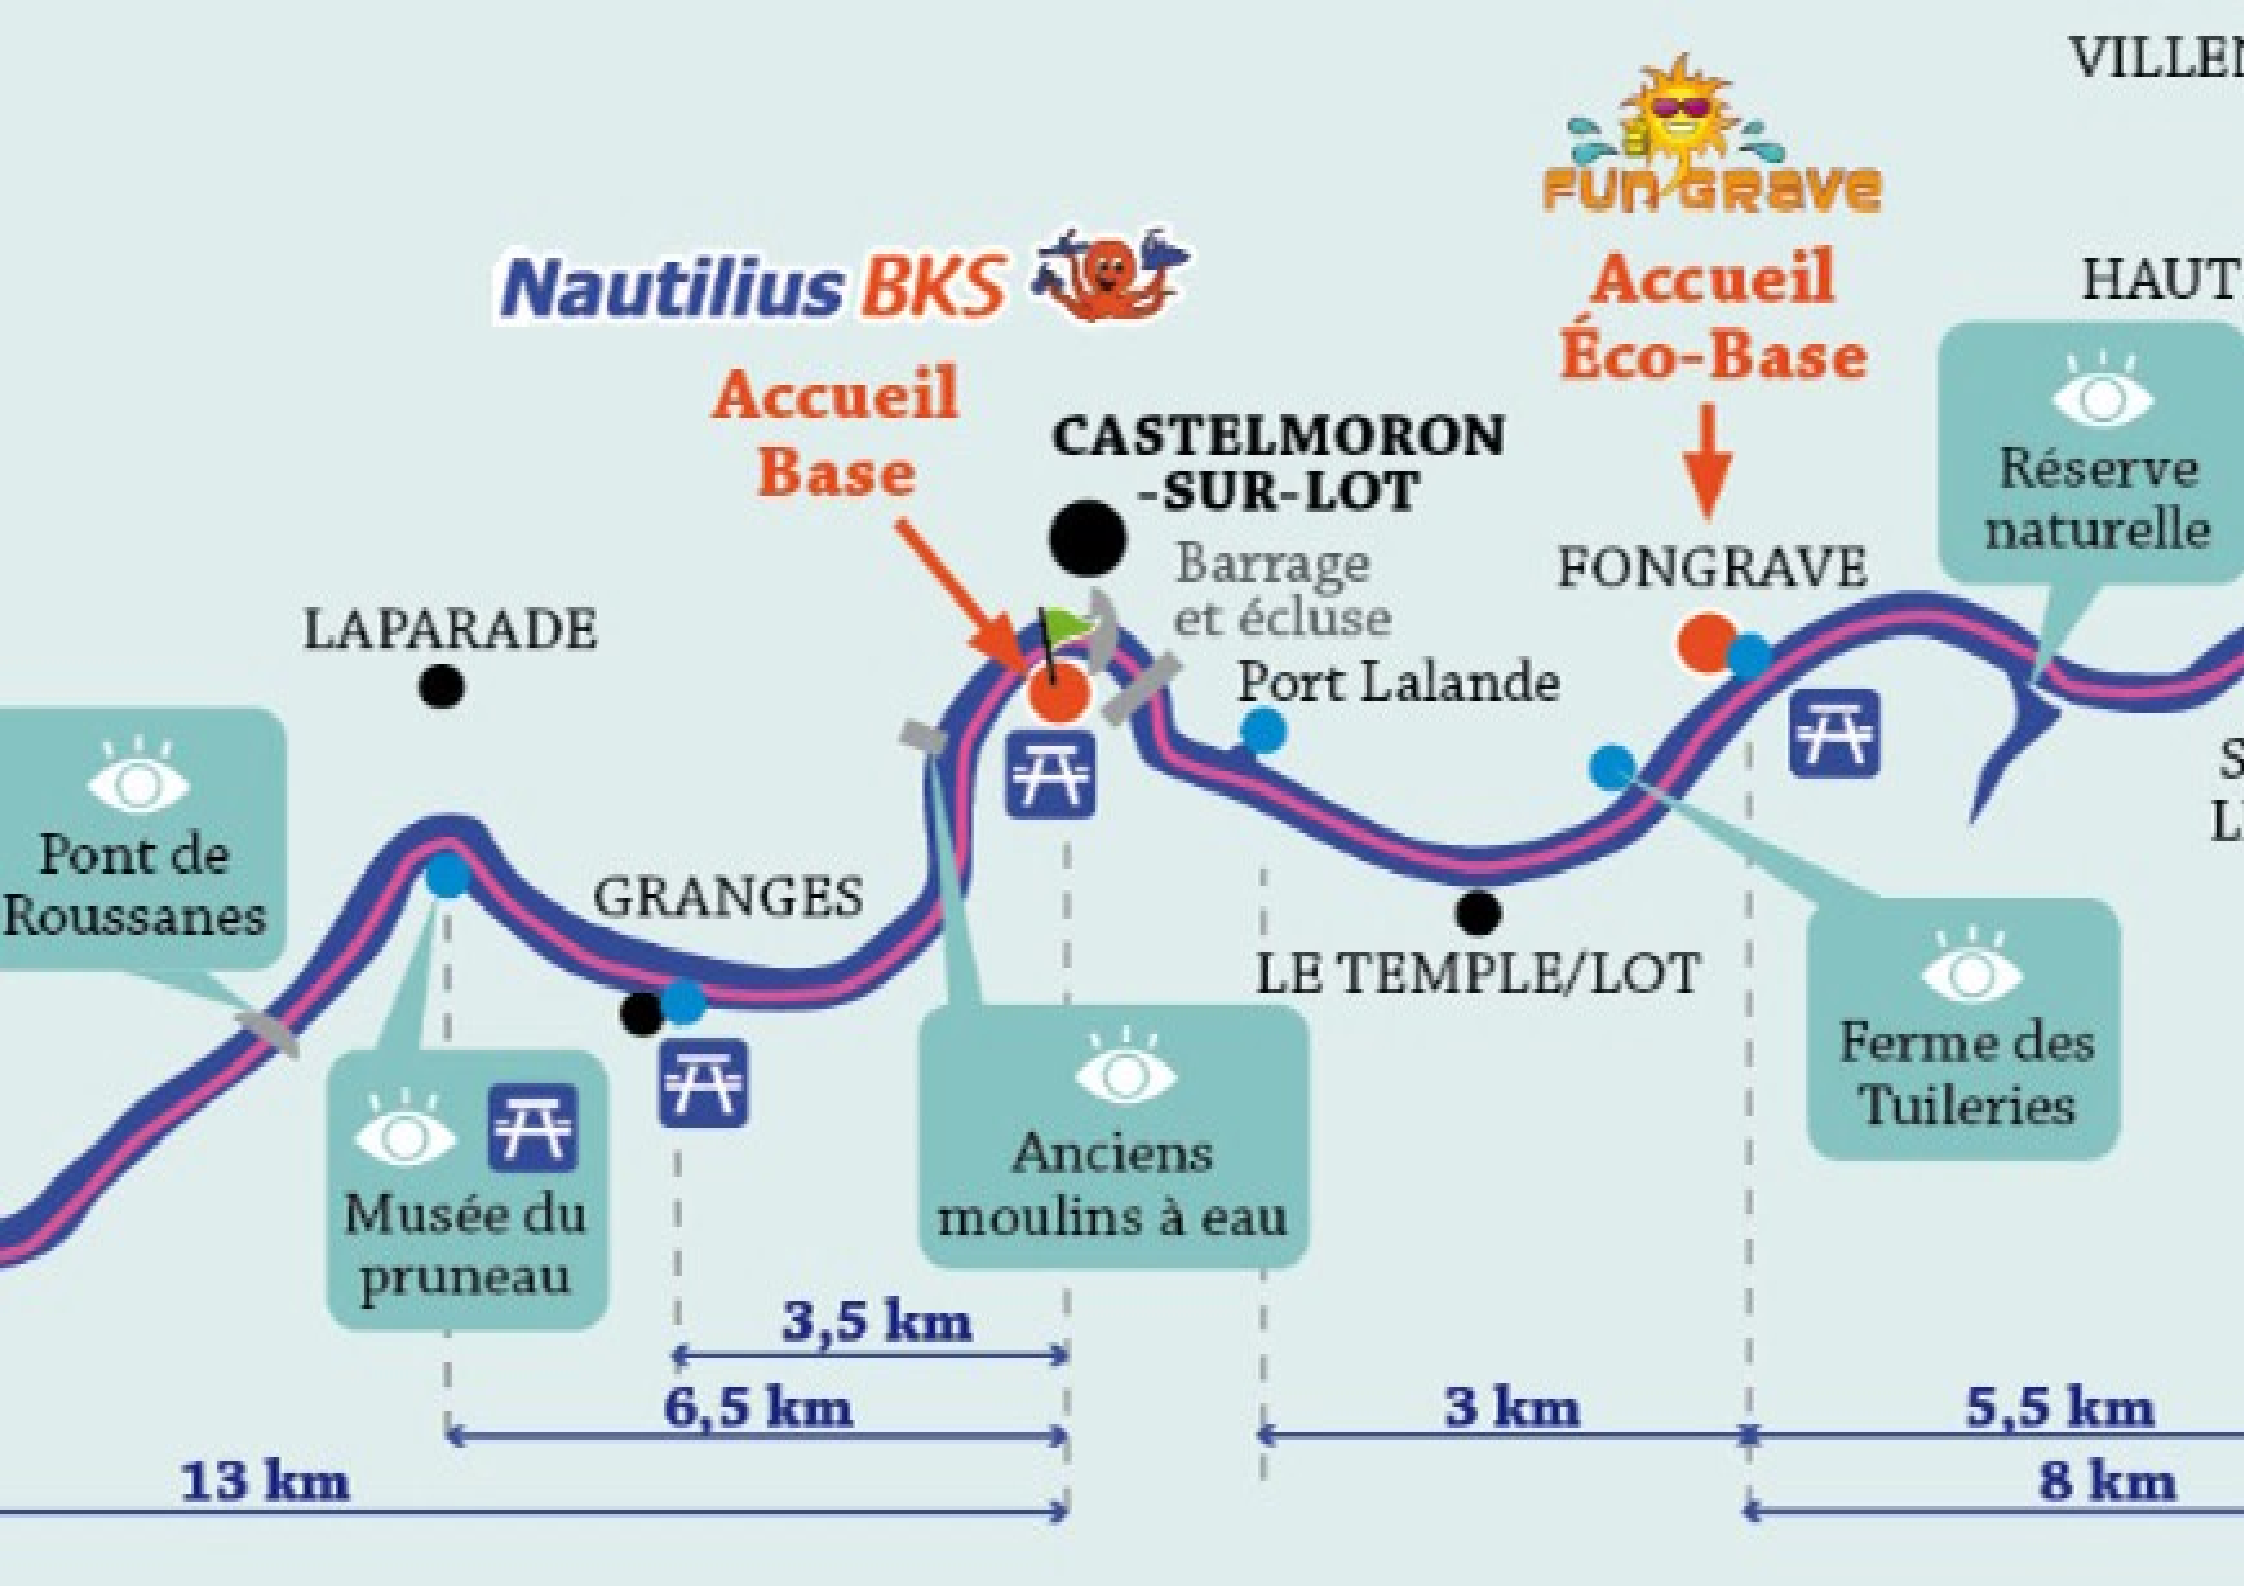 VILLEN
FUN GRAVE
Nautilius BKS
Accueil
Éco-Base
HAUT
Accueil
Base
CASTELMORON
-SUR-LOT
Réserve
naturelle
Barrage
et écluse
FONGRAVE
LAPARADE
Port Lalande
Pont de
Roussanes
GRANGES
S
L
LE TEMPLE/LOT
Ferme des
Tuileries
Anciens
moulins à eau
Musée du
pruneau
3,5 km
6,5 km
3 km
5,5 km
13 km
8 km